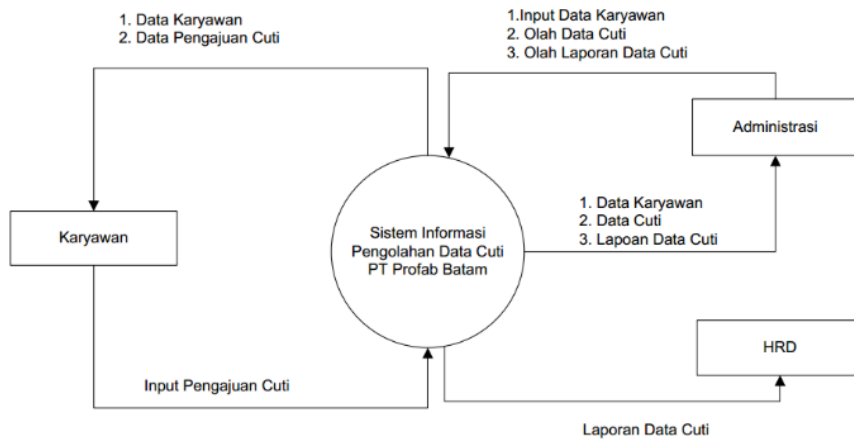 1. Data Karyawan
2. Data Pengajuan Cuti
1.Input Data Karyawan
2. Olah Data Cuti
3. Olah Laporan Data Cuti
Administrasi
1. Data Karyawan
2. Data Cuti
3. Lapoan Data Cuti
Karyawan
Sistem Informasi
Pengolahan Data Cuti
PT Profab Batam
HRD
Input Pengajuan Cuti
Laporan Data Cuti